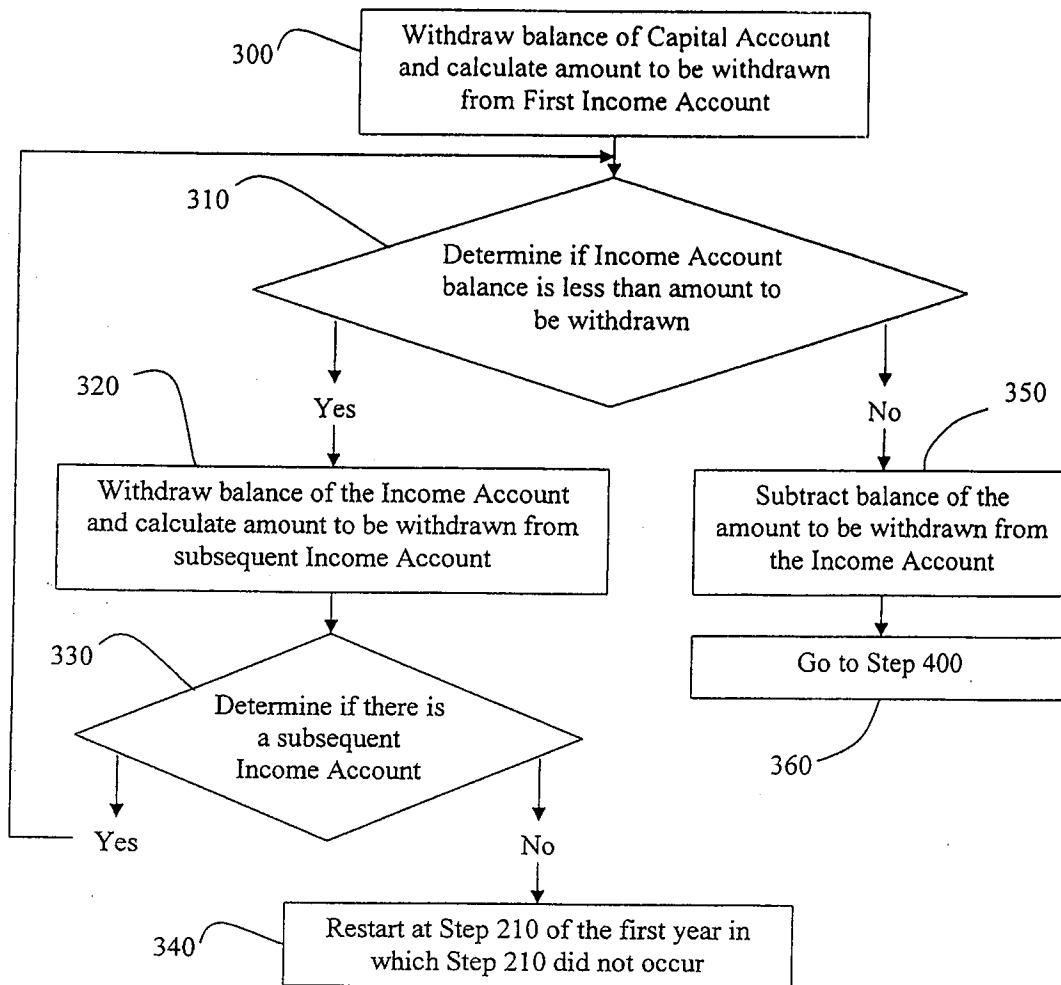 300
Withdraw balance of Capital Account
and calculate amount to be withdrawn
from First Income Account
310
Determine if Income Account
balance is less than amount to
be withdrawn
320
Yes
No
350
Withdraw balance of the Income Account
and calculate amount to be withdrawn from
subsequent Income Account
Subtract balance of the
amount to be withdrawn from
the Income Account
330
Determine if there is
a subsequent
Income Account
Go to Step 400
360
Yes
No
340
Restart at Step 210 of the first year in
which Step 210 did not occur